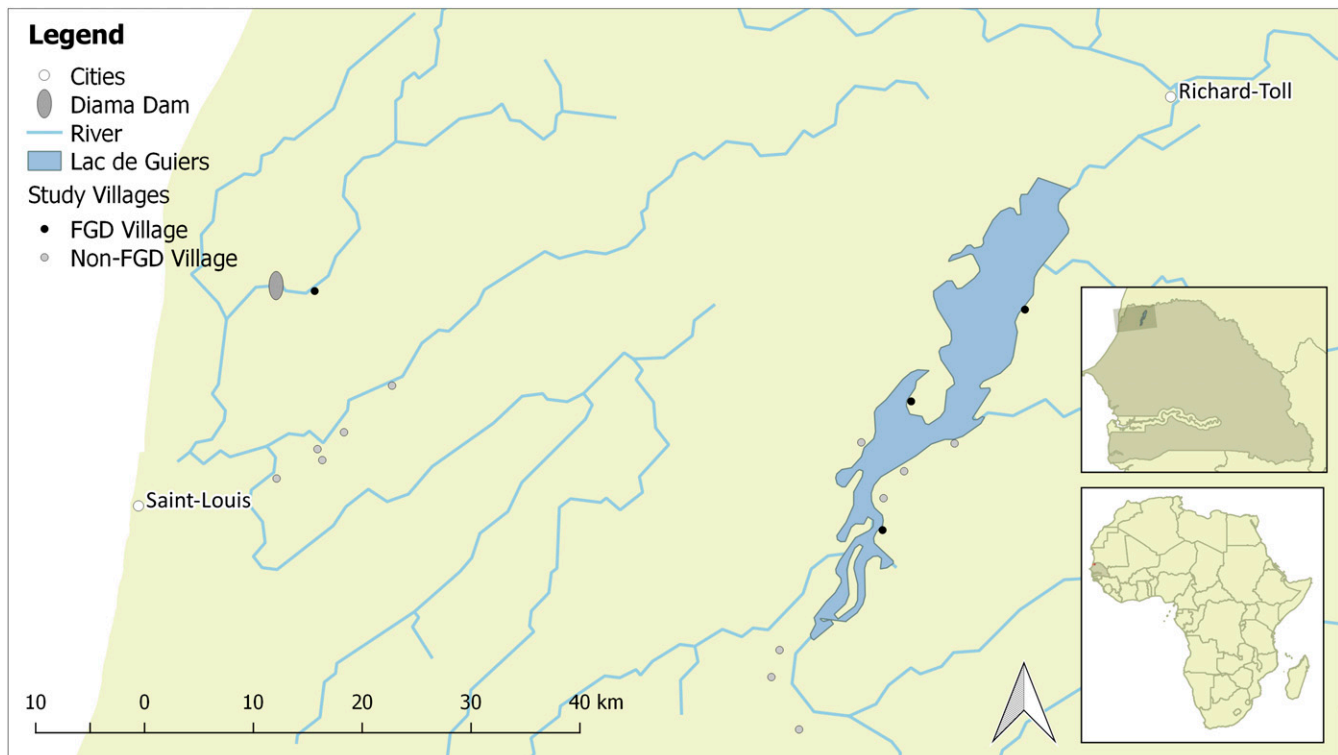 Legend
Cities
Diama Dam
River
Lac de Guiers
Study Villages
FGD Village
Non-FGD Village
Richard-Toll
Saint-Louis
10 0 10 20 30 40 km